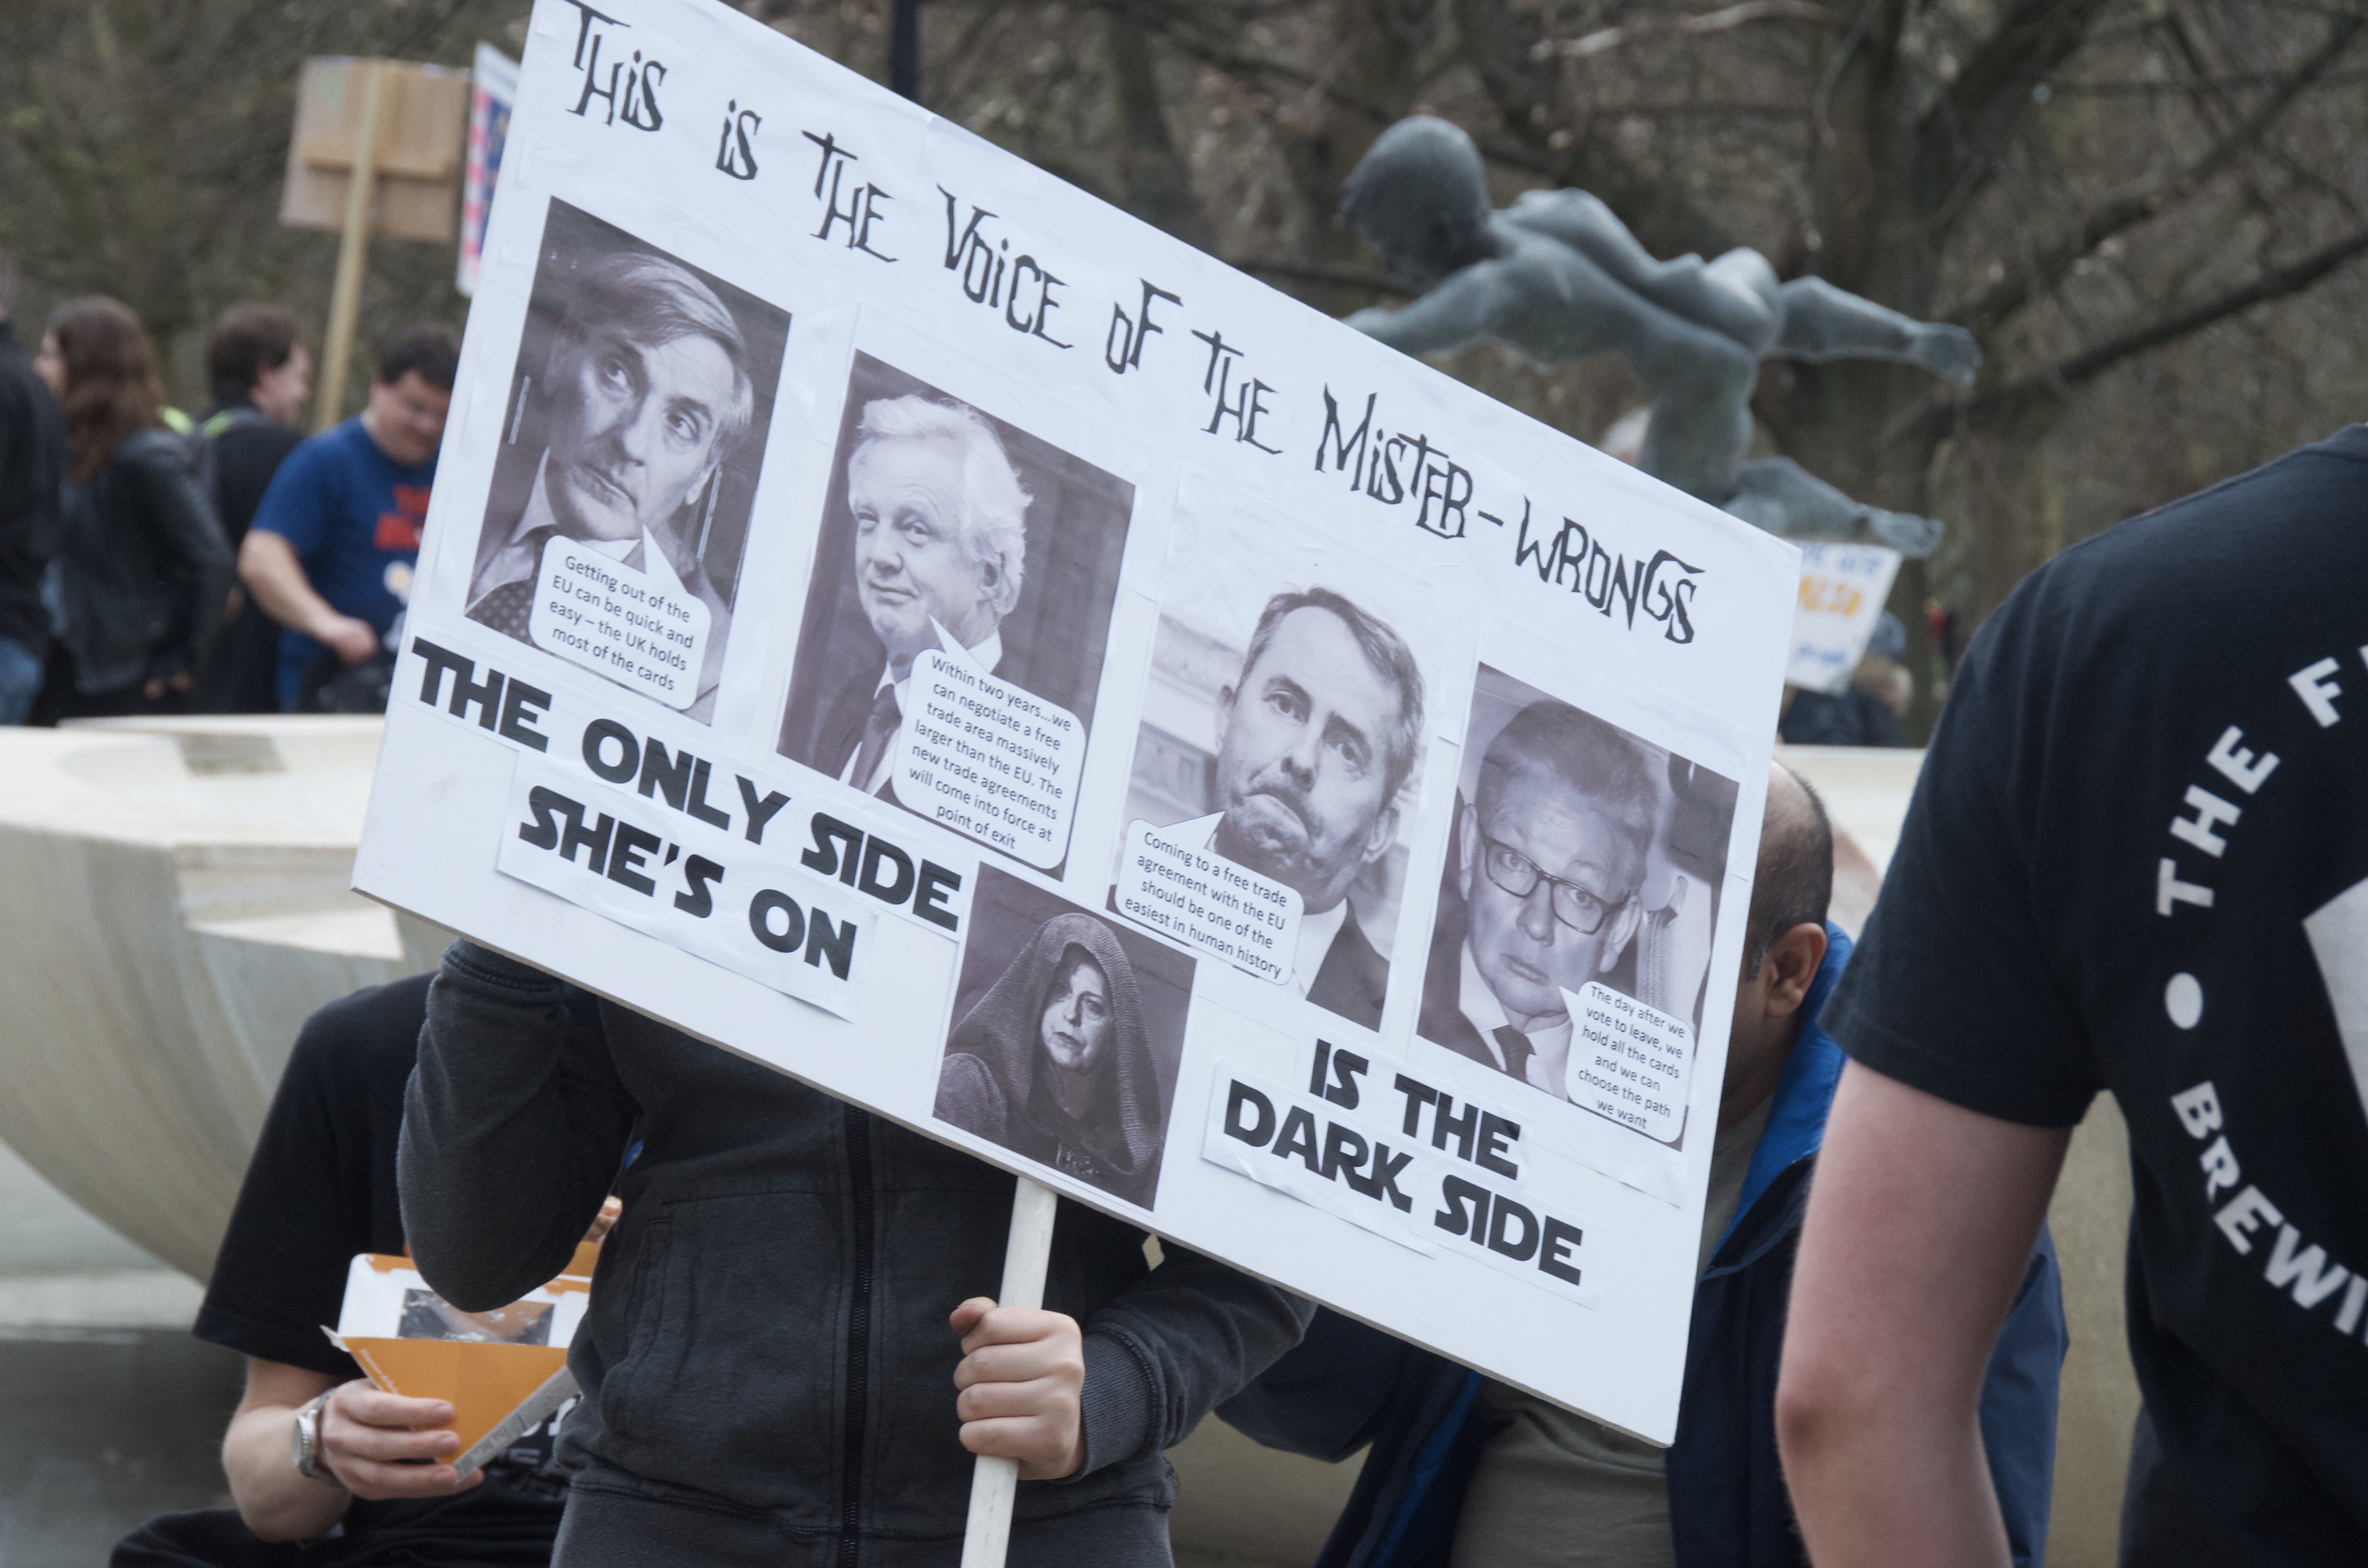 THiS iS THE VOiCE OF THE MiSTER-WRONGS
Getting out of the
EU can be quick and
easy – the UK holds
most of the cards
Within two years...we
can negotiate a free
trade area massively
larger than the EU. The
new trade agreements
will come into force at
point of exit
Coming to a free trade
agreement with the EU
should be one of the
easiest in human history
The day after we
vote to leave, we
hold all the cards
and we can
choose the path
we want
THE ONLY SIDE
SHE'S ON
IS THE
DARK SIDE
THE